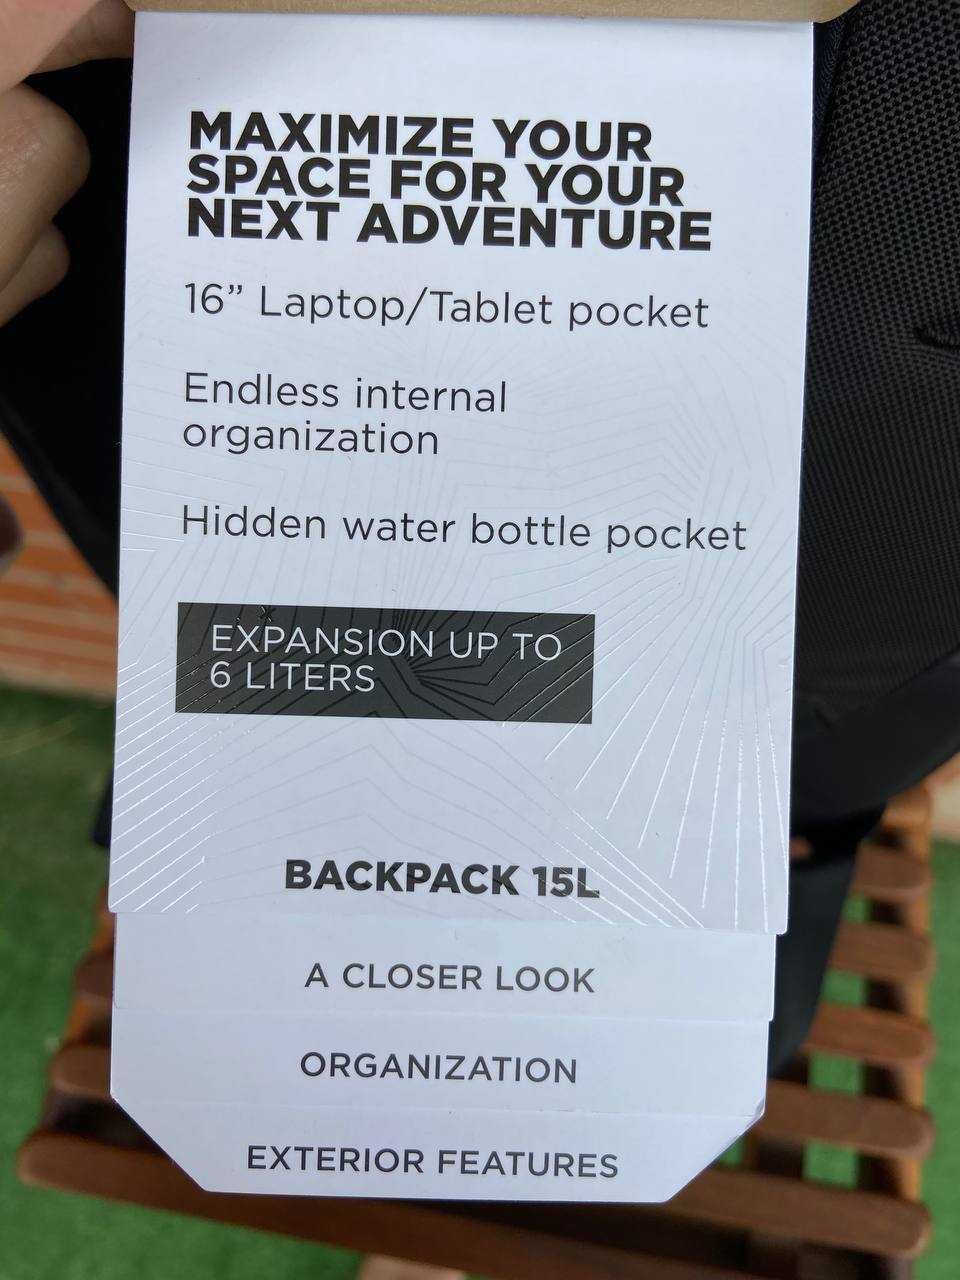 MAXIMIZE YOUR
SPACE FOR YOUR
NEXT ADVENTURE
16” Laptop/Tablet pocket
Endless internal
organization
Hidden water bottle pocket
EXPANSION UP TO
6 LITERS
BACKPACK 15L
A CLOSER LOOK
ORGANIZATION
EXTERIOR FEATURES